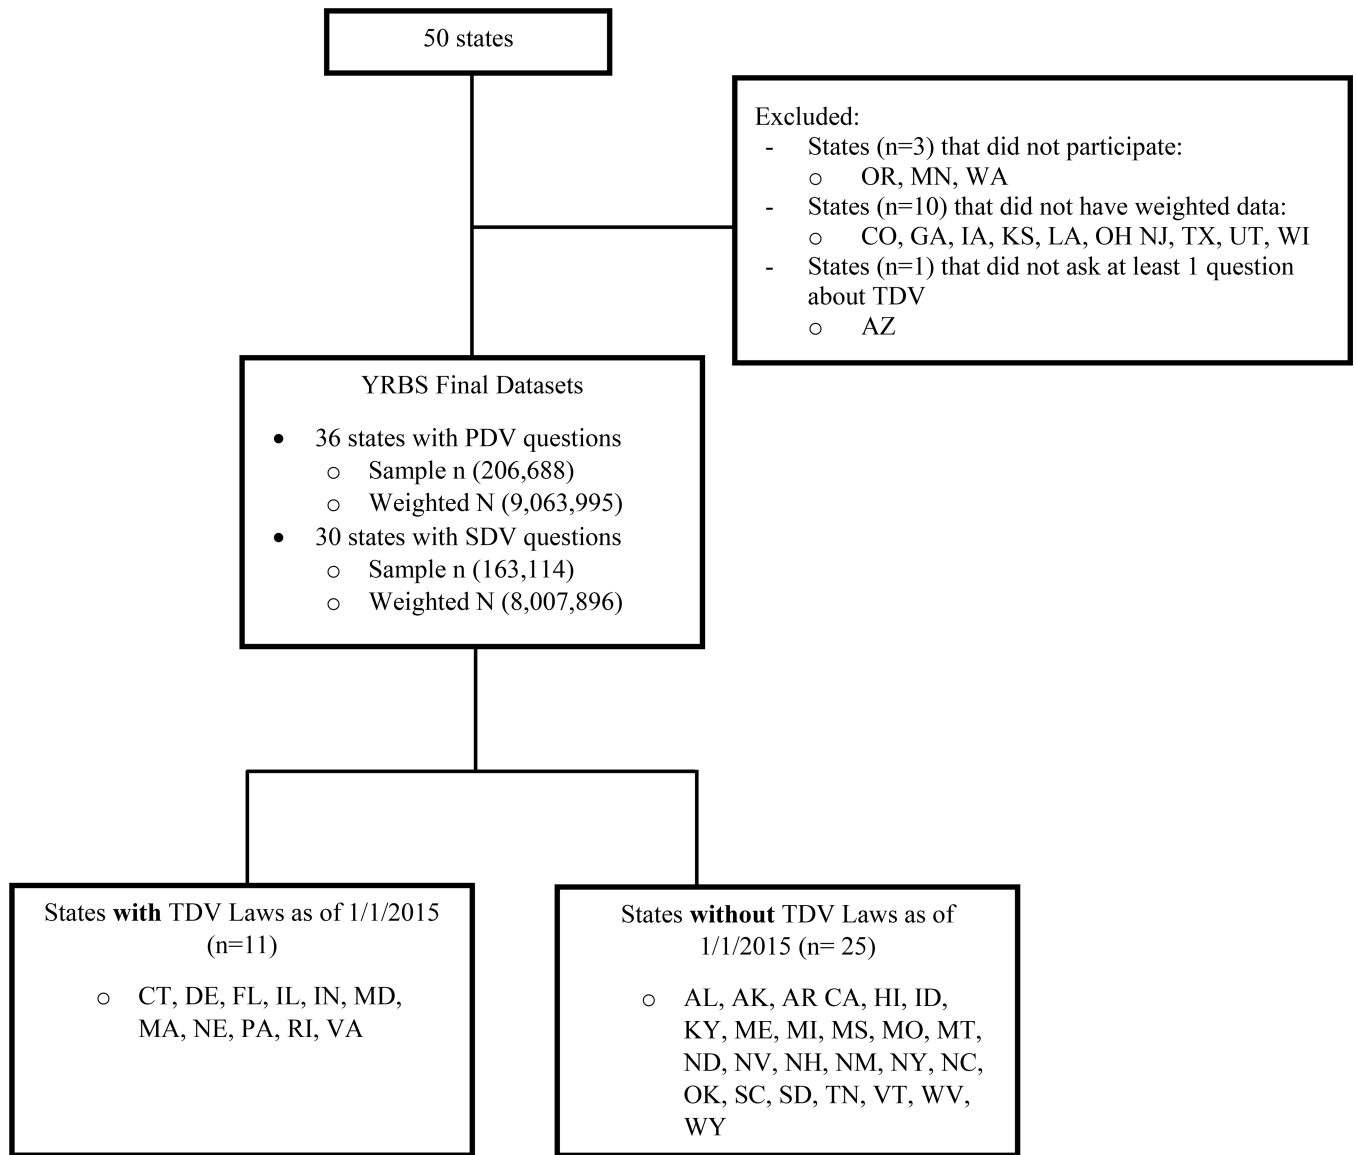 50 states
Excluded:
- States (n=3) that did not participate:
o OR, MN, WA
- States (n=10) that did not have weighted data:
o CO, GA, IA, KS, LA, OH NJ, TX, UT, WI
- States (n=1) that did not ask at least 1 question
about TDV
o AZ
YRBS Final Datasets
• 36 states with PDV questions
o Sample n (206,688)
o Weighted N (9,063,995)
• 30 states with SDV questions
o Sample n (163,114)
o Weighted N (8,007,896)
States with TDV Laws as of 1/1/2015
(n=11)
o CT, DE, FL, IL, IN, MD,
MA, NE, PA, RI, VA
States without TDV Laws as of
1/1/2015 (n= 25)
o AL, AK, AR CA, HI, ID,
KY, ME, MI, MS, MO, MT,
ND, NV, NH, NM, NY, NC,
OK, SC, SD, TN, VT, WV,
WY